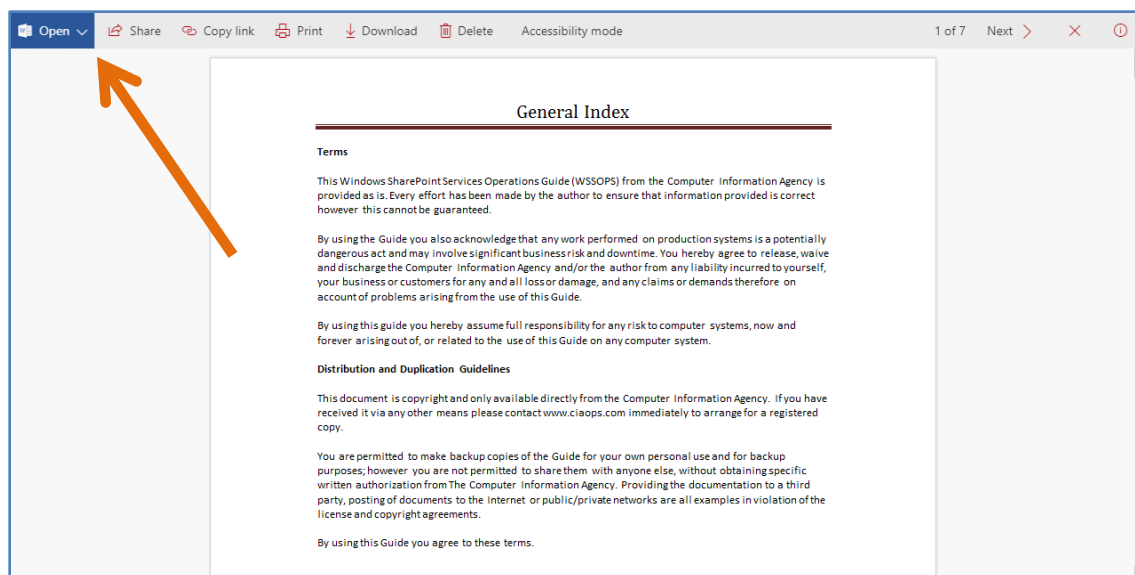 Open Share Copy link Print Download Delete Accessibility mode 1 of 7 Next
General Index
Terms
This Windows SharePoint Services Operations Guide (WSSOPS) from the Computer Information Agency is
provided as is. Every effort has been made by the author to ensure that information provided is correct
however this cannot be guaranteed.
By using the Guide you also acknowledge that any work performed on production systems is a potentially
dangerous act and may involve significant business risk and downtime. You hereby agree to release, waive
and discharge the Computer Information Agency and/or the author from any liability incurred to yourself,
your business or customers for any and all loss or damage, and any claims or demands therefore on
account of problems arising from the use of this Guide.
By using this guide you hereby assume full responsibility for any risk to computer systems, now and
forever arising out of, or related to the use of this Guide on any computer system.
Distribution and Duplication Guidelines
This document is copyright and only available directly from the Computer Information Agency. If you have
received it via any other means please contact www.ciaops.com immediately to arrange for a registered
copy.
You are permitted to make backup copies of the Guide for your own personal use and for backup
purposes; however you are not permitted to share them with anyone else, without obtaining specific
written authorization from The Computer Information Agency. Providing the documentation to a third
party, posting of documents to the Internet or public/private networks are all examples in violation of the
license and copyright agreements.
By using this Guide you agree to these terms.